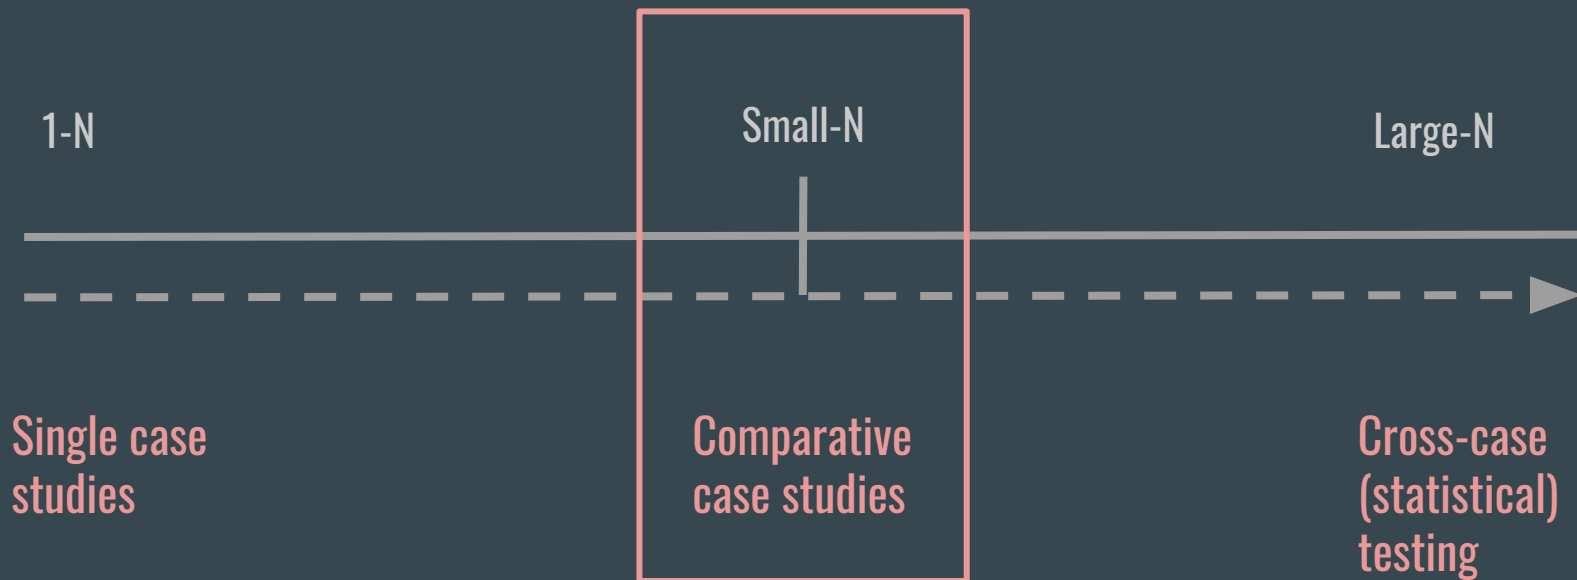 1-N
Small-N
Large-N
Single case
studies
Comparative
case studies
Cross-case
(statistical)
testing